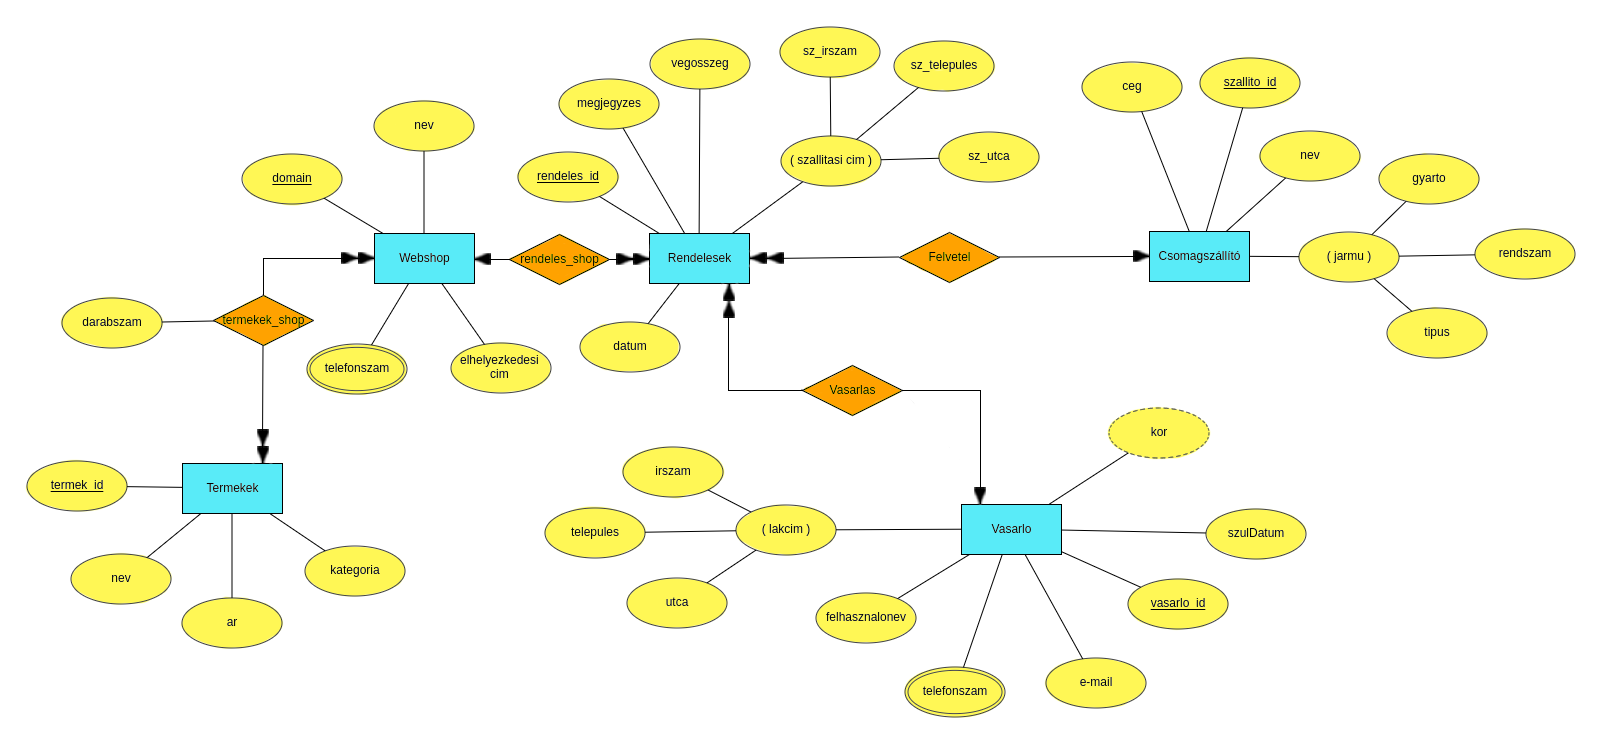 sz_irszam
vegosszeg
sz_telepules
ceg
szallito_id
megjegyzes
nev
nev
( szallitasi cim )
sz_utca
domain
rendeles_id
gyarto
Webshop
rendeles_shop
Rendelesek
Felvetel
Csomagszállító
( jarmu )
rendszam
darabszam
termekek_shop
tipus
datum
telefonszam
elhelyezkedesi
cim
Vasarlas
kor
irszam
termek_id
Termekek
telepules
( lakcim )
Vasarlo
szulDatum
nev
kategoria
utca
felhasznalonev
vasarlo_id
ar
telefonszam
e-mail